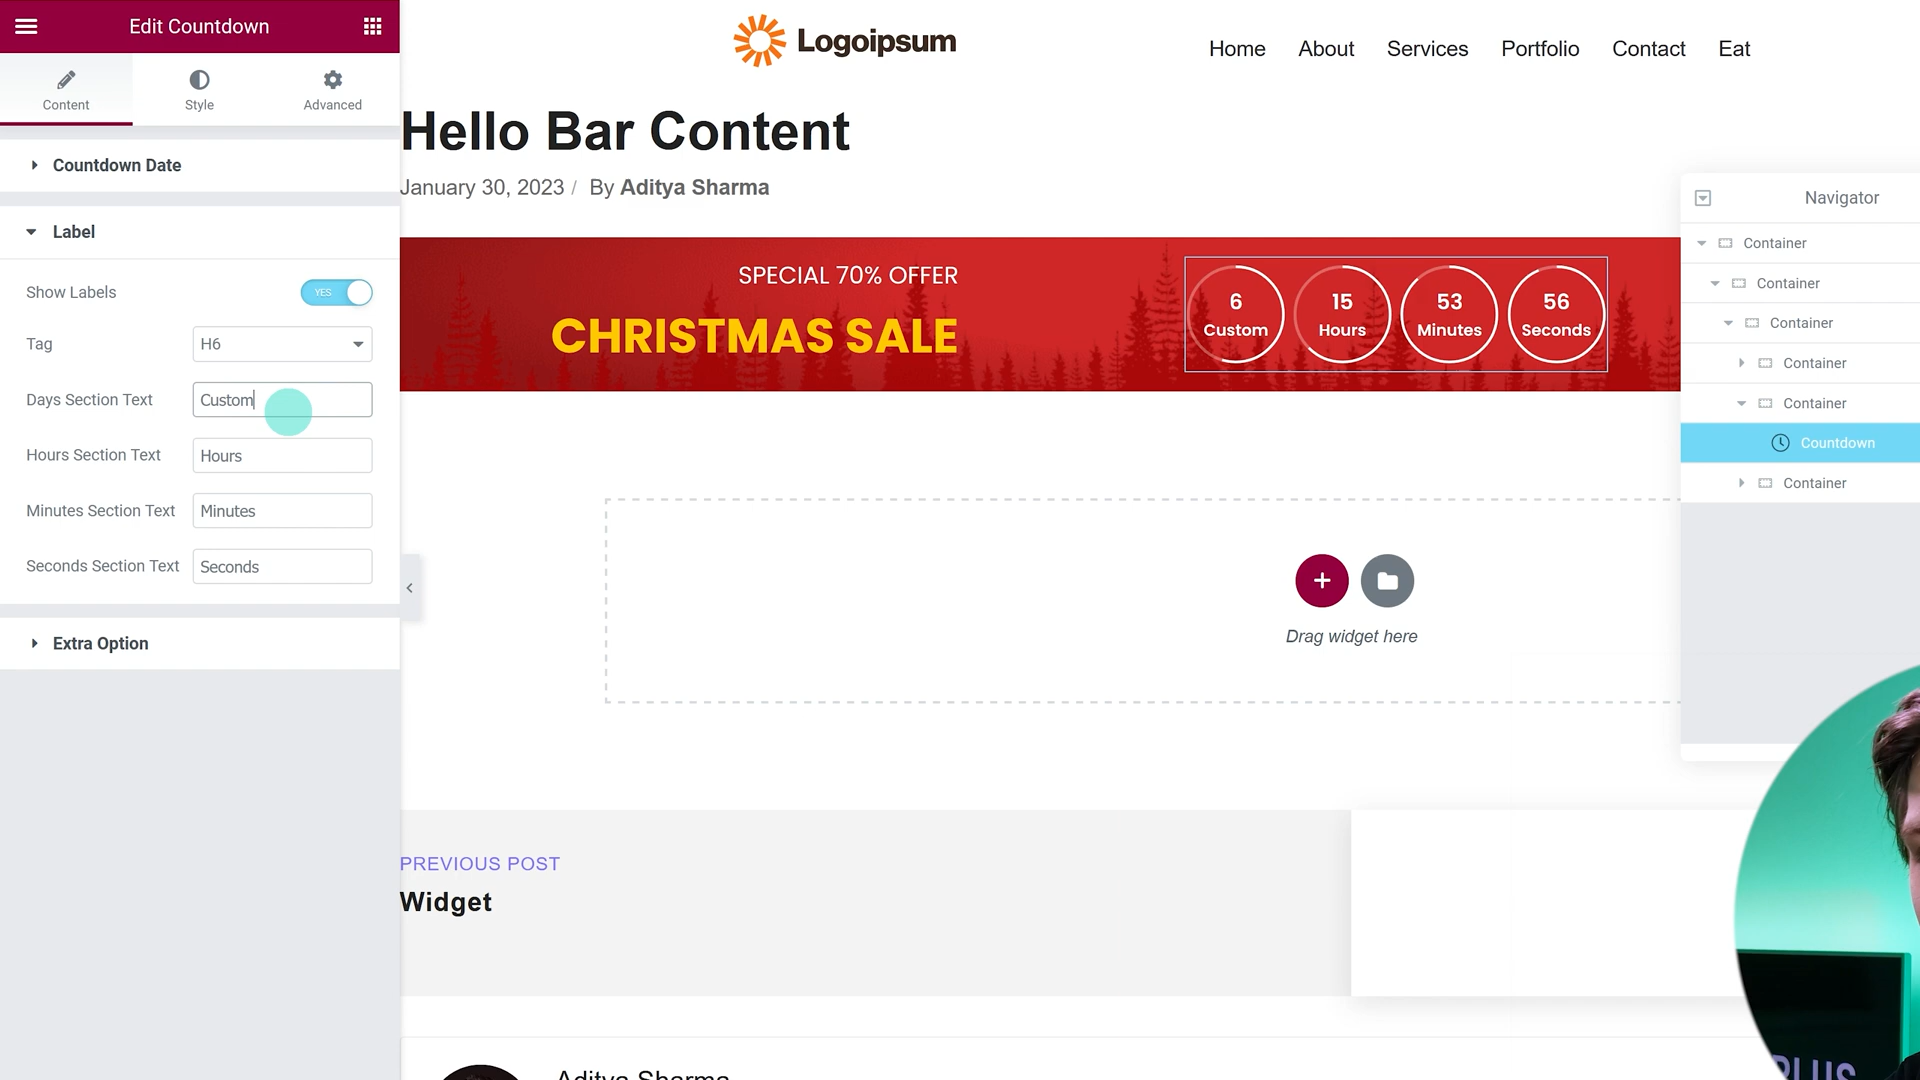 Edit Countdown
Content
Style
Advanced
Countdown Date
Label
Show Labels
YES
Tag
H6
Days Section Text
Custom
Hours Section Text
Hours
Minutes Section Text
Minutes
Seconds Section Text
Seconds
Extra Option
Logoipsum
Home
About
Services
Portfolio
Contact
Eat
Hello Bar Content
January 30, 2023 / By Aditya Sharma
SPECIAL 70% OFFER
CHRISTMAS SALE
6
Custom
15
Hours
53
Minutes
56
Seconds
Drag widget here
PREVIOUS POST
Widget
Aditya Sharma
Navigator
Container
Container
Container
Container
Container
Countdown
Container
PLUS